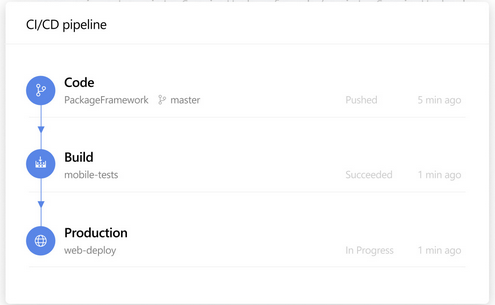 CI/CD pipeline
Code
PackageFramework master Pushed 5 min ago
Build
mobile-tests Succeeded 1 min ago
Production
web-deploy In Progress 1 min ago